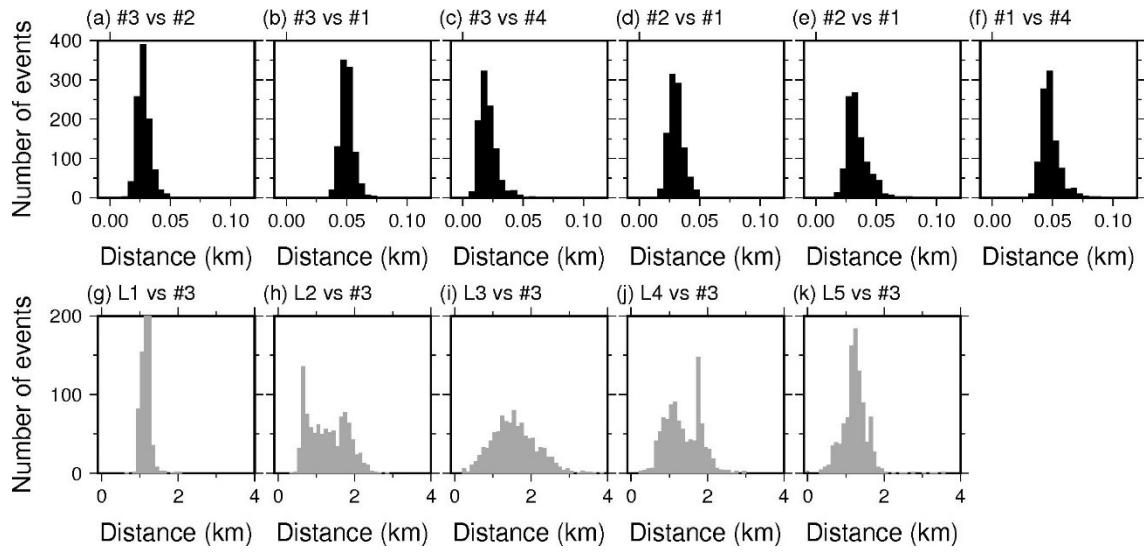 (a) #3 vs #2
(b) #3 vs #1
(c) #3 vs #4
(d) #2 vs #1
(e) #2 vs #1
(f) #1 vs #4
Number of events
400
300
200
100
0
0.00 0.05 0.10
0.00 0.05 0.10
0.00 0.05 0.10
0.00 0.05 0.10
0.00 0.05 0.10
0.00 0.05 0.10
Distance (km)
Distance (km)
Distance (km)
Distance (km)
Distance (km)
Distance (km)
(g) L1 vs #3
(h) L2 vs #3
(i) L3 vs #3
(j) L4 vs #3
(k) L5 vs #3
Number of events
200
100
0
0 2 4
0 2 4
0 2 4
0 2 4
0 2 4
Distance (km)
Distance (km)
Distance (km)
Distance (km)
Distance (km)